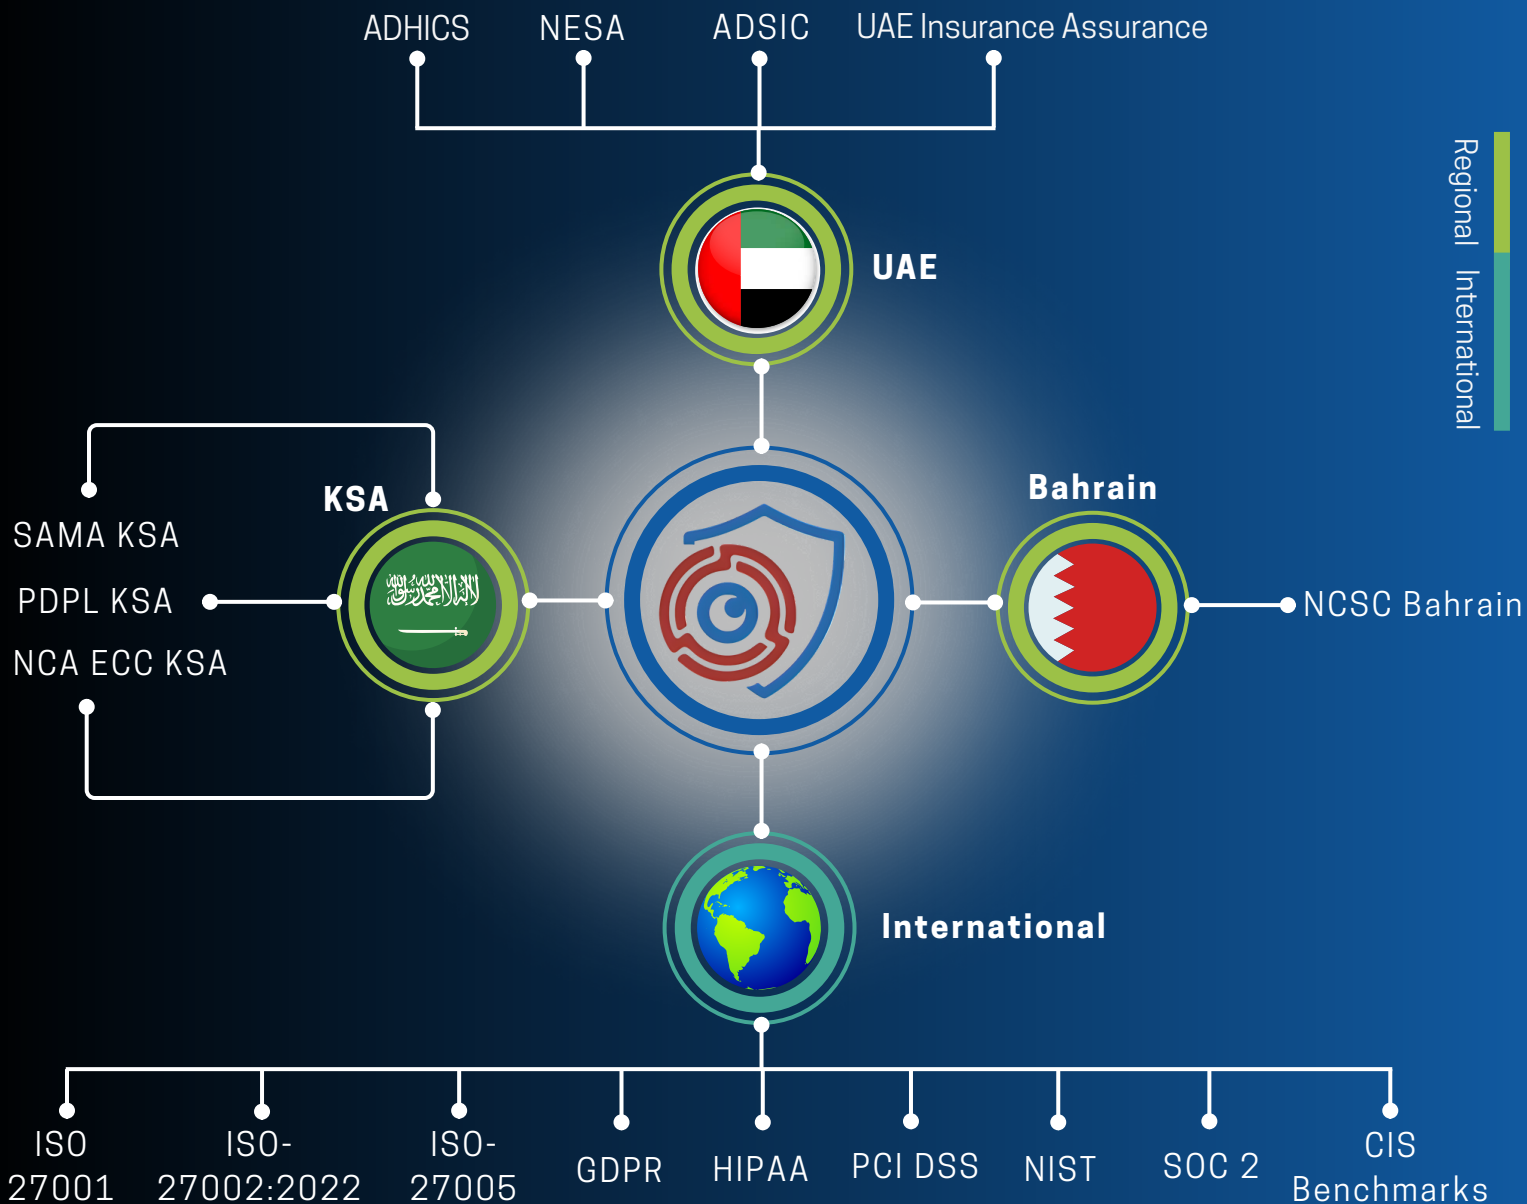 ADHICS
NESA
ADSIC
UAE Insurance Assurance
Regional
International
UAE
KSA
SAMA KSA
PDPL KSA
NCA ECC KSA
Bahrain
NCSC Bahrain
International
ISO
27001
ISO-
27002:2022
ISO-
27005
GDPR
HIPAA
PCI DSS
NIST
SOC 2
CIS
Benchmarks